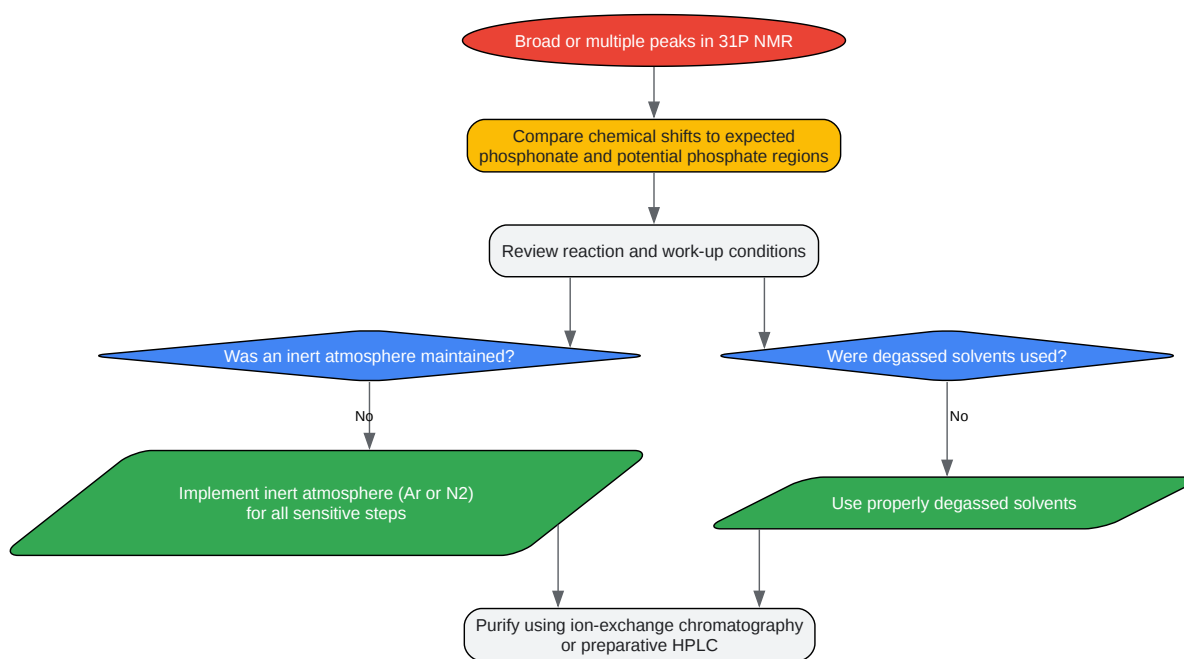 Broad or multiple peaks in 31P NMR
Compare chemical shifts to expected
phosphonate and potential phosphate regions
Review reaction and work-up conditions
Was an inert atmosphere maintained?
Were degassed solvents used?
No
No
Implement inert atmosphere (Ar or N2)
for all sensitive steps
Use properly degassed solvents
Purify using ion-exchange chromatography
or preparative HPLC